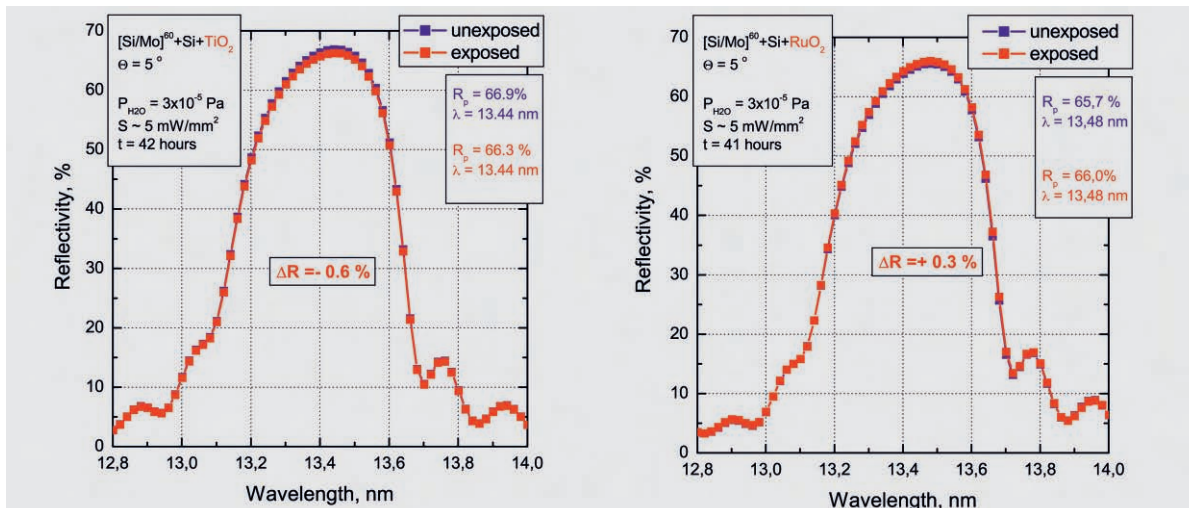 [Si/Mo]⁶⁰+Si+TiO₂
Θ = 5 °
P_H2O = 3x10⁻⁵ Pa
S ~ 5 mW/mm²
t = 42 hours
unexposed
exposed
Rₚ = 66.9%
λ = 13.44 nm
Rₚ = 66.3 %
λ = 13.44 nm
ΔR =- 0.6 %
Reflectivity, %
70
60
50
40
30
20
10
0
12,8 13,0 13,2 13,4 13,6 13,8 14,0
Wavelength, nm
[Si/Mo]⁶⁰+Si+RuO₂
Θ = 5 °
P_H2O = 3x10⁻⁵ Pa
S ~ 5 mW/mm²
t = 41 hours
unexposed
exposed
Rₚ = 65,7 %
λ = 13,48 nm
Rₚ = 66,0%
λ = 13,48 nm
ΔR =+ 0.3 %
Reflectivity, %
70
60
50
40
30
20
10
0
12,8 13,0 13,2 13,4 13,6 13,8 14,0
Wavelength, nm